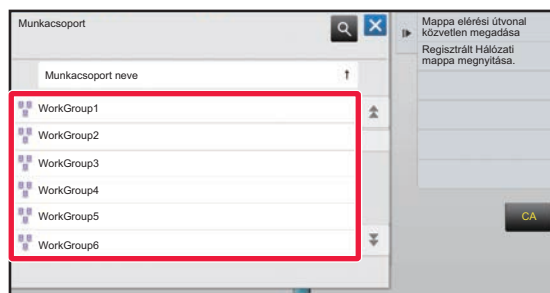 Munkacsoport
Munkacsoport neve
WorkGroup1
WorkGroup2
WorkGroup3
WorkGroup4
WorkGroup5
WorkGroup6
Mappa elérési útvonal
közvetlen megadása
Regisztrált Hálózati
mappa megnyitása.
CA